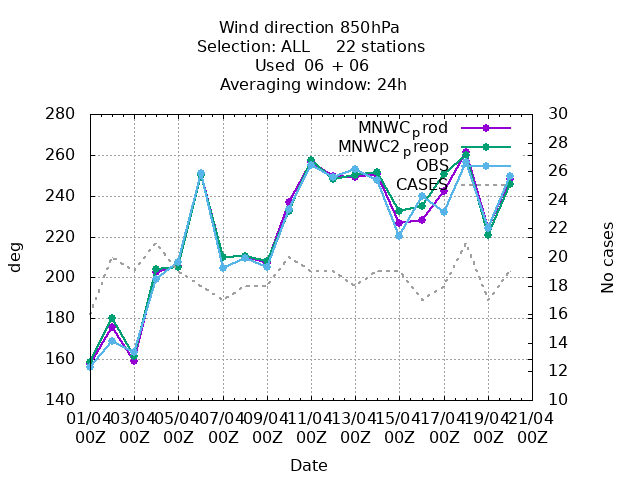 Wind direction 850hPa
Selection: ALL 22 stations
Used 06 + 06
Averaging window: 24h
280 30
MNWCprod
28
MNWC2preop
260
OBS 26
CASES
240 24
22
220
deg
20
No cases
200
18
180
16
14
160
12
140 10
01/04 03/04 05/04 07/04 09/04 11/04 13/04 15/04 17/04 19/04 21/04
00Z 00Z 00Z 00Z 00Z 00Z 00Z 00Z 00Z 00Z 00Z
Date